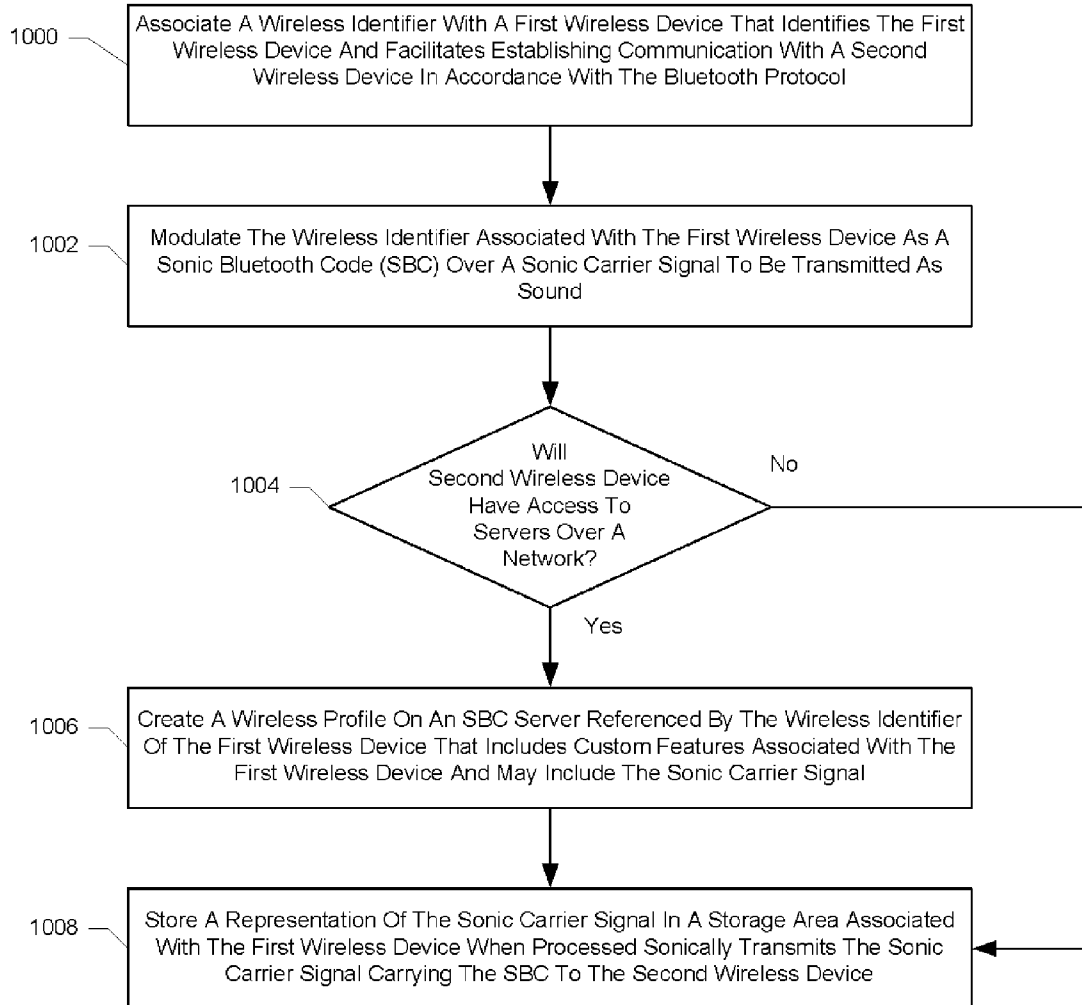 1000
Associate A Wireless Identifier With A First Wireless Device That Identifies The First
Wireless Device And Facilitates Establishing Communication With A Second
Wireless Device In Accordance With The Bluetooth Protocol
1002
Modulate The Wireless Identifier Associated With The First Wireless Device As A
Sonic Bluetooth Code (SBC) Over A Sonic Carrier Signal To Be Transmitted As
Sound
1004
Will
Second Wireless Device
Have Access To
Servers Over A
Network?
No
Yes
1006
Create A Wireless Profile On An SBC Server Referenced By The Wireless Identifier
Of The First Wireless Device That Includes Custom Features Associated With The
First Wireless Device And May Include The Sonic Carrier Signal
1008
Store A Representation Of The Sonic Carrier Signal In A Storage Area Associated
With The First Wireless Device When Processed Sonically Transmits The Sonic
Carrier Signal Carrying The SBC To The Second Wireless Device